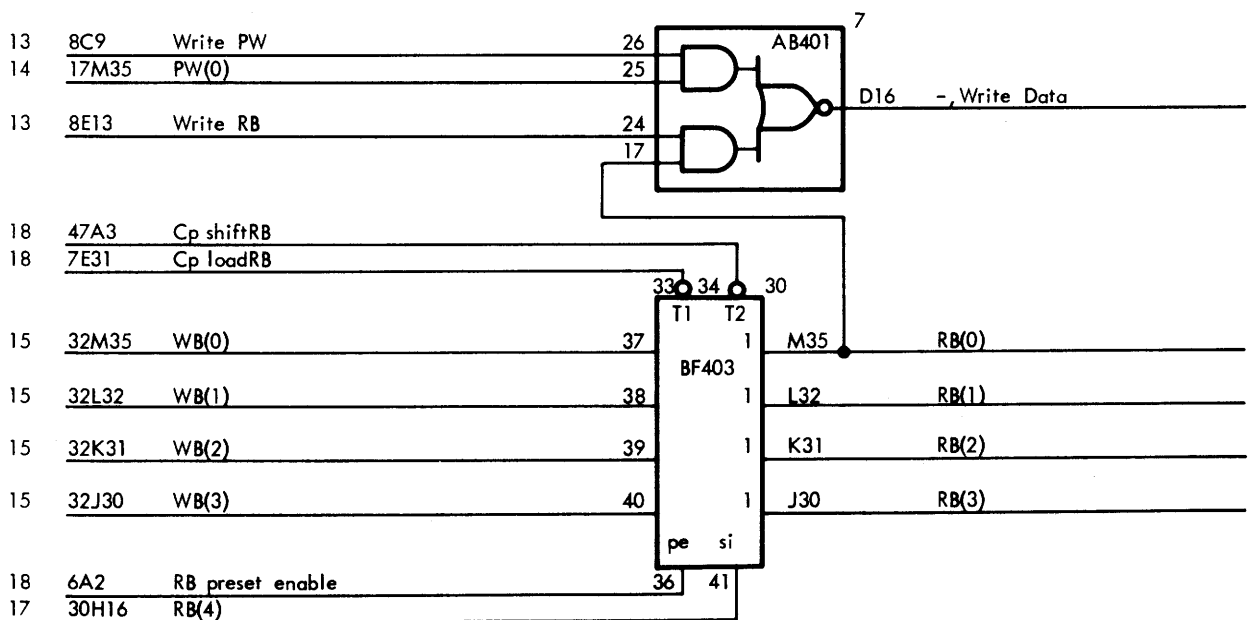 7
13 8C9 Write PW 26 AB401
14 17M35 PW(0) 25
D16 -,Write Data
13 8E13 Write RB 24
17
18 47A3 Cp shiftRB
18 7E31 Cp loadRB
33 34 30
T1 T2
15 32M35 WB(0) 37 1 M35 RB(0)
BF403
15 32L32 WB(1) 38 1 L32 RB(1)
15 32K31 WB(2) 39 1 K31 RB(2)
15 32J30 WB(3) 40 1 J30 RB(3)
pe si
18 6A2 RB preset enable 36 41
17 30H16 RB(4)